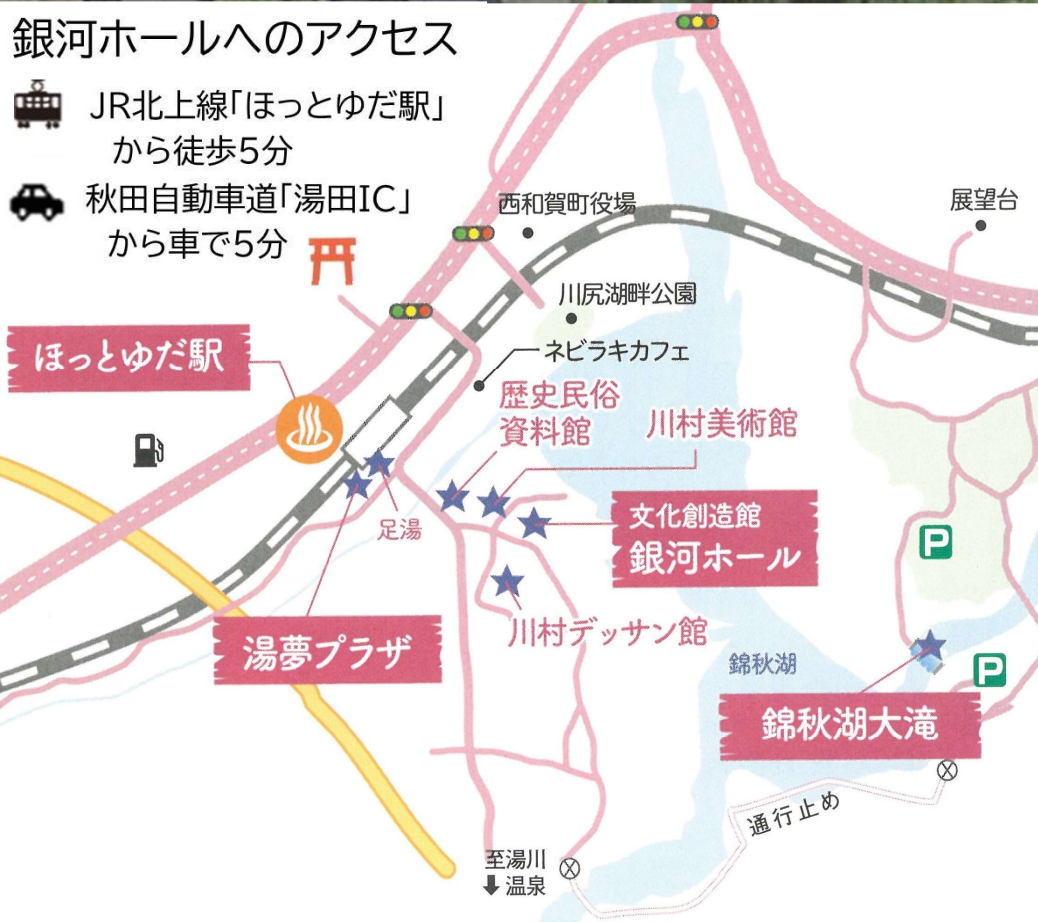 銀河ホールへのアクセス
JR北上線「ほっとゆだ駅」
から徒歩5分
秋田自動車道「湯田IC」
から車で5分
西和賀町役場
展望台
川尻湖畔公園
ネビラキカフェ
ほっとゆだ駅
歴史民俗
資料館
川村美術館
足湯
文化創造館
銀河ホール
P
湯夢プラザ
川村デッサン館
錦秋湖
P
錦秋湖大滝
通行止め
至湯川
⬇温泉